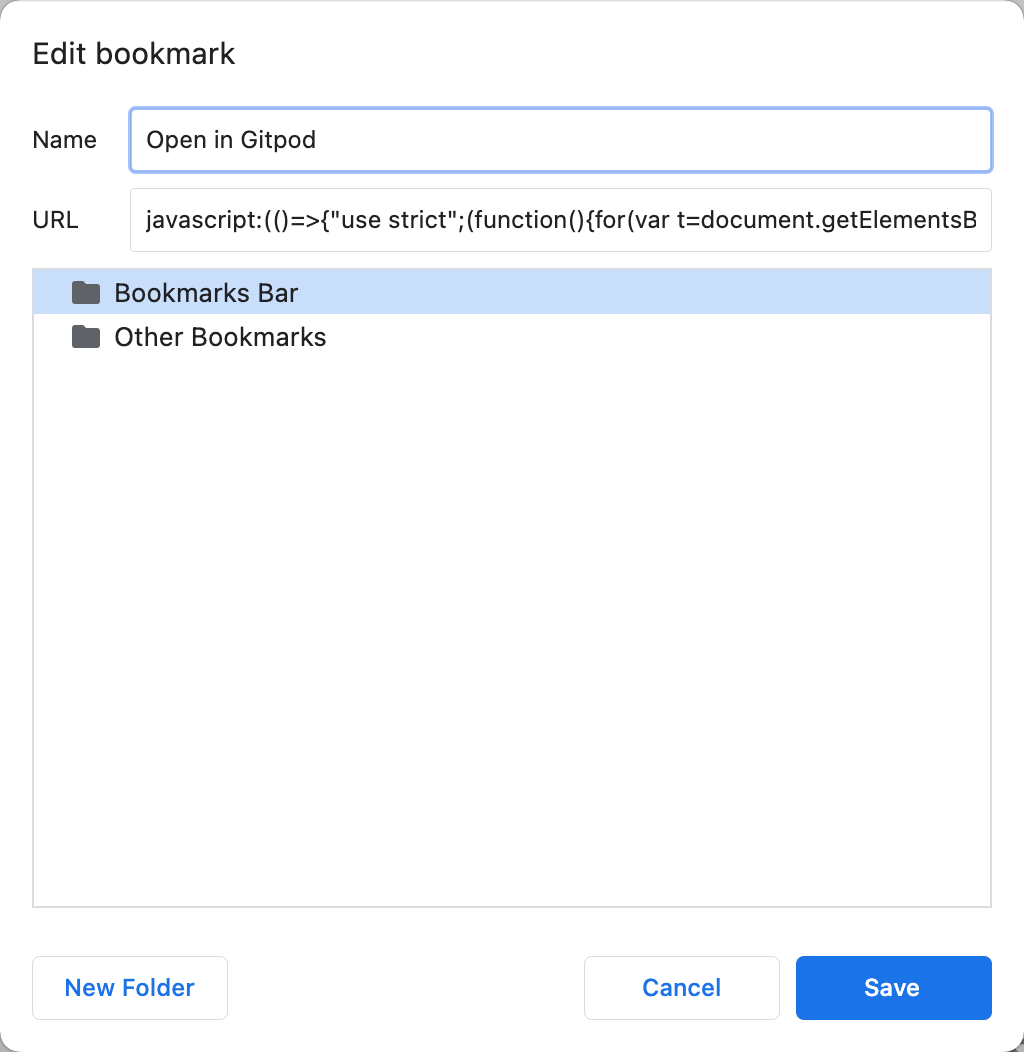 Edit bookmark
Name
Open in Gitpod
URL
javascript:(()=>{"use strict";(function(){for(var t=document.getElementsB
Bookmarks Bar
Other Bookmarks
New Folder
Cancel
Save